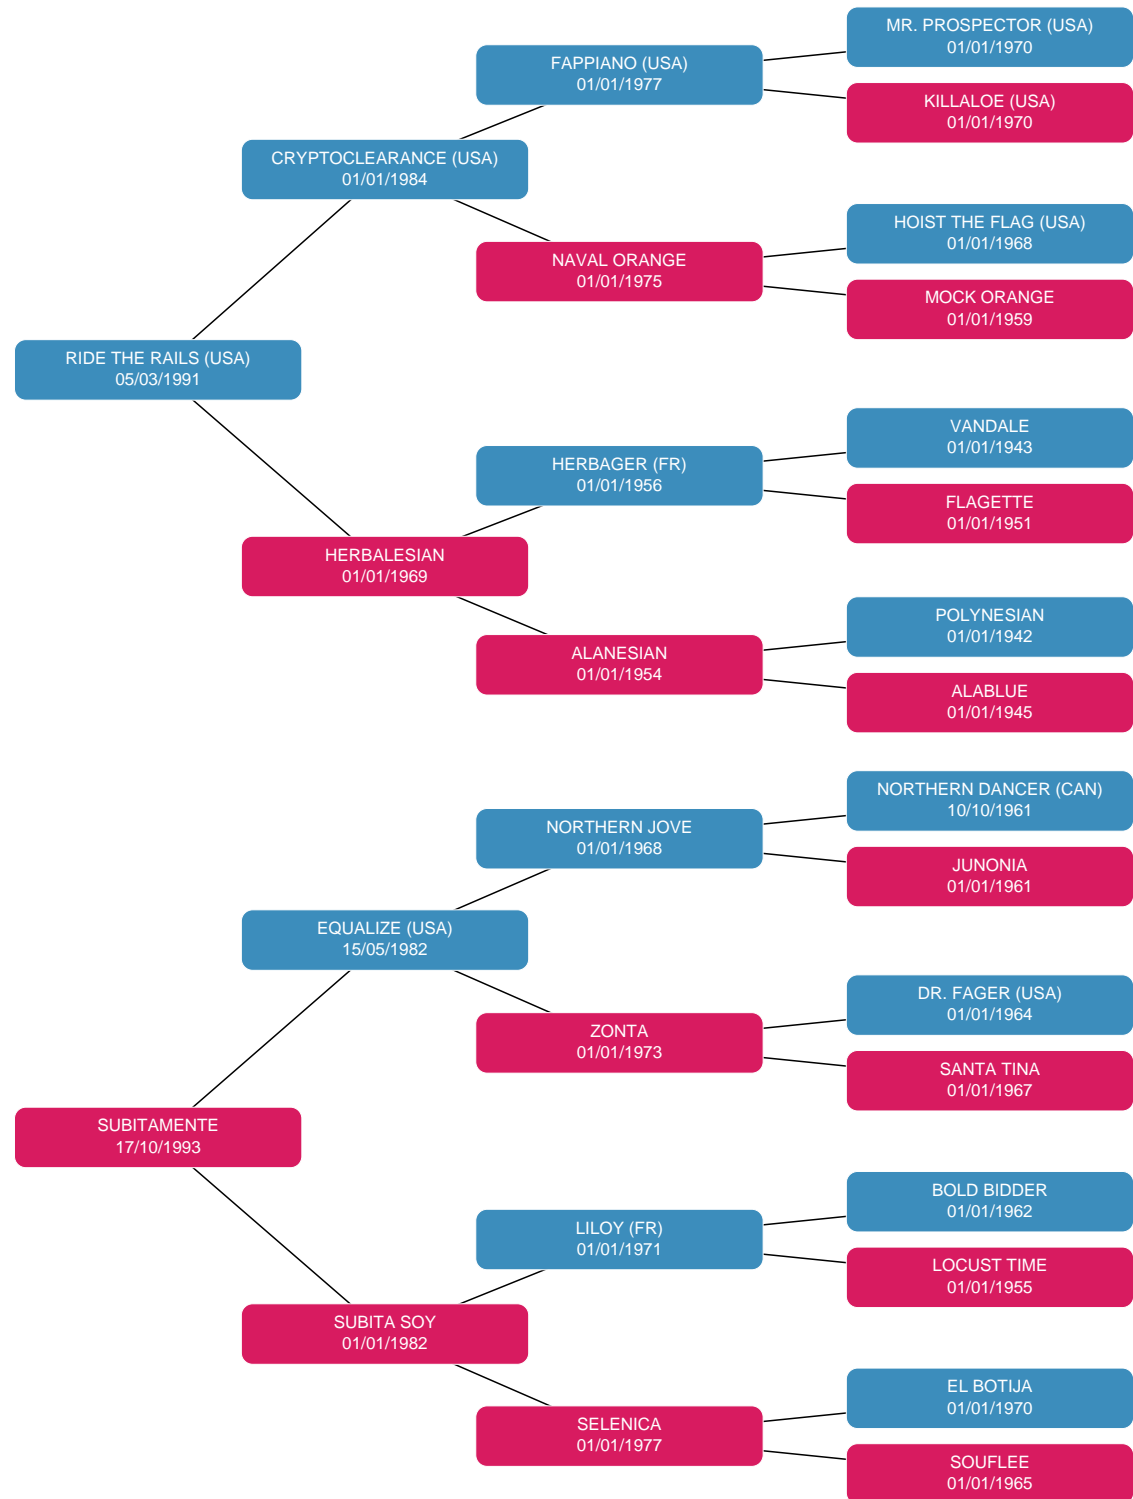 MR. PROSPECTOR (USA)
01/01/1970
FAPPIANO (USA)
01/01/1977
KILLALOE (USA)
01/01/1970
CRYPTOCLEARANCE (USA)
01/01/1984
HOIST THE FLAG (USA)
01/01/1968
NAVAL ORANGE
01/01/1975
MOCK ORANGE
01/01/1959
RIDE THE RAILS (USA)
05/03/1991
VANDALE
01/01/1943
HERBAGER (FR)
01/01/1956
FLAGETTE
01/01/1951
HERBALESIAN
01/01/1969
POLYNESIAN
01/01/1942
ALANESIAN
01/01/1954
ALABLUE
01/01/1945
NORTHERN DANCER (CAN)
10/10/1961
NORTHERN JOVE
01/01/1968
JUNONIA
01/01/1961
EQUALIZE (USA)
15/05/1982
DR. FAGER (USA)
01/01/1964
ZONTA
01/01/1973
SANTA TINA
01/01/1967
SUBITAMENTE
17/10/1993
BOLD BIDDER
01/01/1962
LILOY (FR)
01/01/1971
LOCUST TIME
01/01/1955
SUBITA SOY
01/01/1982
EL BOTIJA
01/01/1970
SELENICA
01/01/1977
SOUFLEE
01/01/1965